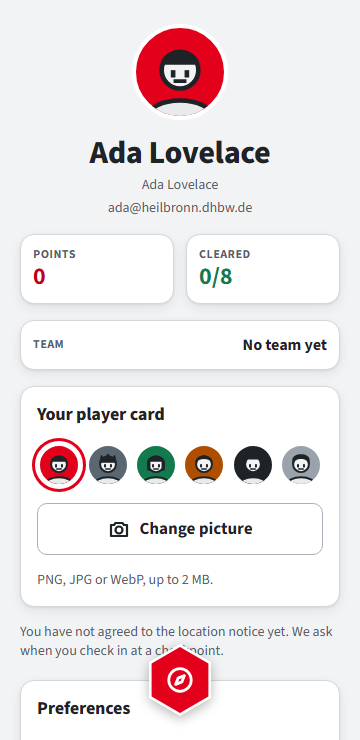 Ada Lovelace
Ada Lovelace
ada@heilbronn.dhbw.de
POINTS
0
CLEARED
0/8
TEAM
No team yet
Your player card
Change picture
PNG, JPG or WebP, up to 2 MB.
You have not agreed to the location notice yet. We ask
when you check in at a checkpoint.
Preferences